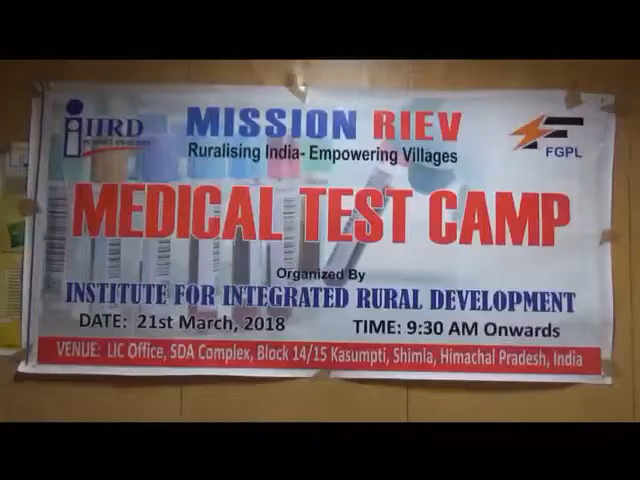 IIRD
MISSION RIEV
Ruralising India- Empowering Villages
FGPL
MEDICAL TEST CAMP
Organized By
INSTITUTE FOR INTEGRATED RURAL DEVELOPMENT
DATE: 21st March, 2018 TIME: 9:30 AM Onwards
VENUE: LIC Office, SDA Complex, Block 14/15 Kasumpti, Shimla, Himachal Pradesh, India